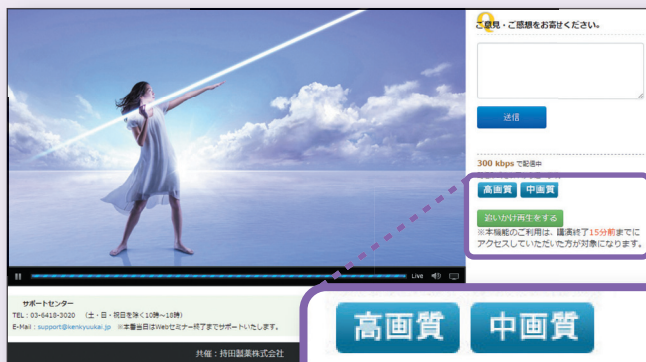 Q
ご意見・ご感想をお寄せください。
送信
300 kbps で配信中
高画質 中画質
追いかけ再生をする
※本機能のご利用は、講演終了15分前までに
アクセスしていただいた方が対象になります。
Live
サポートセンター
TEL : 03-6418-3020 (土・日・祝日を除く10時~18時)
E-Mail : support@kenkyuukai.jp ※本番当日はWebセミナー終了までサポートいたします。
共催:持田製薬株式会社
高画質 中画質